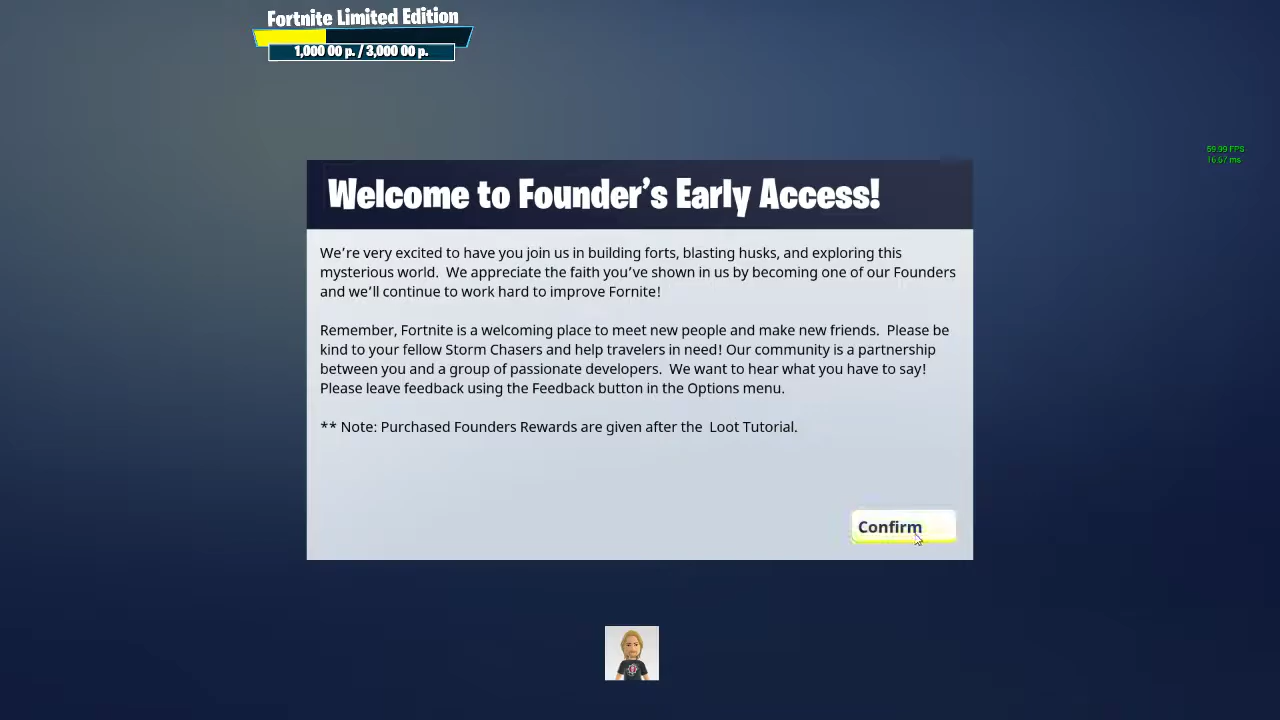 Fortnite Limited Edition
1,000 00 p. / 3,000 00 p.
59.99 FPS
16.67 ms
Welcome to Founder's Early Access!
We're very excited to have you join us in building forts, blasting husks, and exploring this
mysterious world.  We appreciate the faith you've shown in us by becoming one of our Founders
and we'll continue to work hard to improve Fornite!
Remember, Fortnite is a welcoming place to meet new people and make new friends.  Please be
kind to your fellow Storm Chasers and help travelers in need! Our community is a partnership
between you and a group of passionate developers.  We want to hear what you have to say!
Please leave feedback using the Feedback button in the Options menu.
** Note: Purchased Founders Rewards are given after the  Loot Tutorial.
Confirm